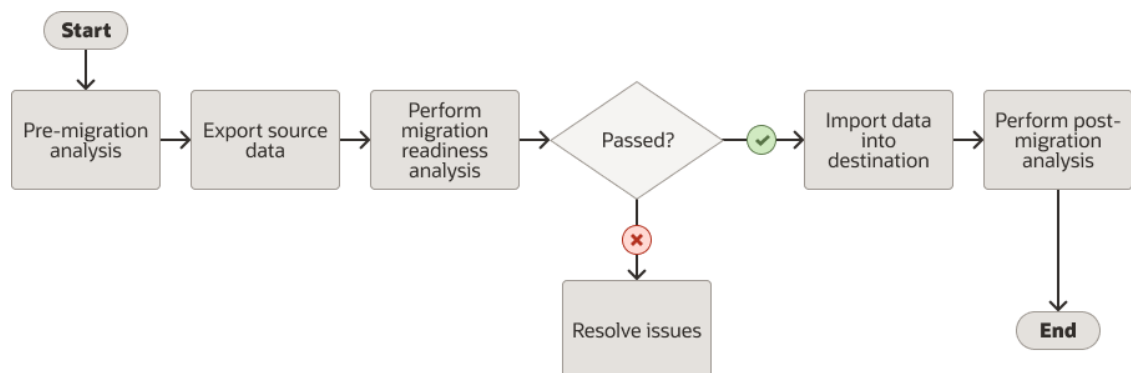 Start
Pre-migration
analysis
Export source
data
Perform
migration
readiness
analysis
Passed?
Import data
into
destination
Perform post-
migration
analysis
Resolve issues
End